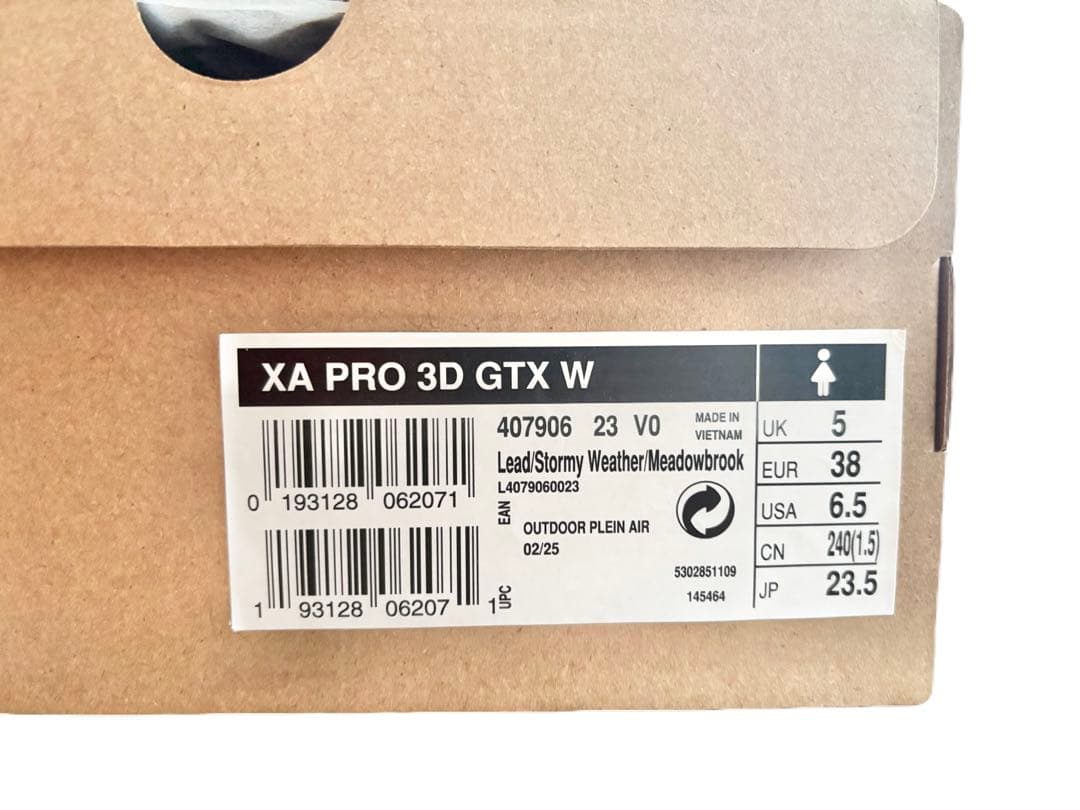 XA PRO 3D GTX W
407906 23 V0
MADE IN
VIETNAM
Lead/Stormy Weather/Meadowbrook
L4079060023
0 193128 062071
EAN
OUTDOOR PLEIN AIR
02/25
5302851109
145464
1 93128 06207 1
UPC
UK 5
EUR 38
USA 6.5
CN 240(1.5)
JP 23.5